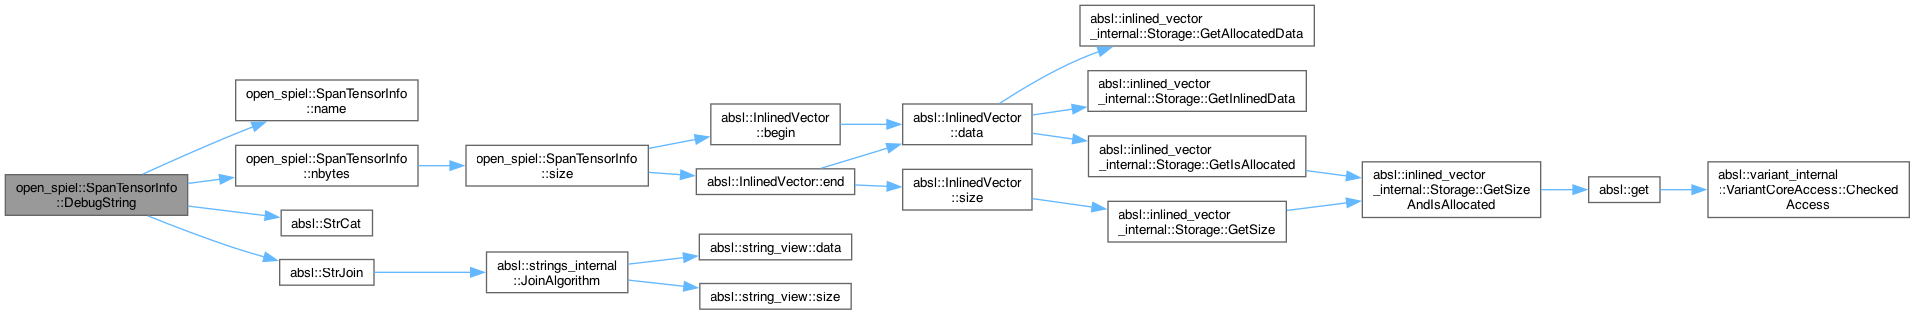 open_spiel::SpanTensorInfo
::DebugString
open_spiel::SpanTensorInfo
::name
open_spiel::SpanTensorInfo
::nbytes
absl::StrCat
absl::StrJoin
open_spiel::SpanTensorInfo
::size
absl::strings_internal
::JoinAlgorithm
absl::InlinedVector
::begin
absl::InlinedVector::end
absl::string_view::data
absl::string_view::size
absl::InlinedVector
::data
absl::InlinedVector
::size
absl::inlined_vector
_internal::Storage::GetAllocatedData
absl::inlined_vector
_internal::Storage::GetInlinedData
absl::inlined_vector
_internal::Storage::GetIsAllocated
absl::inlined_vector
_internal::Storage::GetSize
absl::inlined_vector
_internal::Storage::GetSize
AndIsAllocated
absl::get
absl::variant_internal
::VariantCoreAccess::Checked
Access